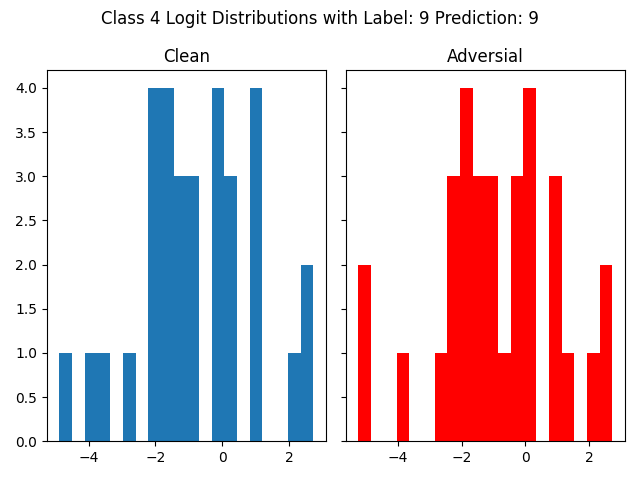 Class 4 Logit Distributions with Label: 9 Prediction: 9
Clean
Adversial
4.0
3.5
3.0
2.5
2.0
1.5
1.0
0.5
0.0
−4 −2 0 2
−4 −2 0 2